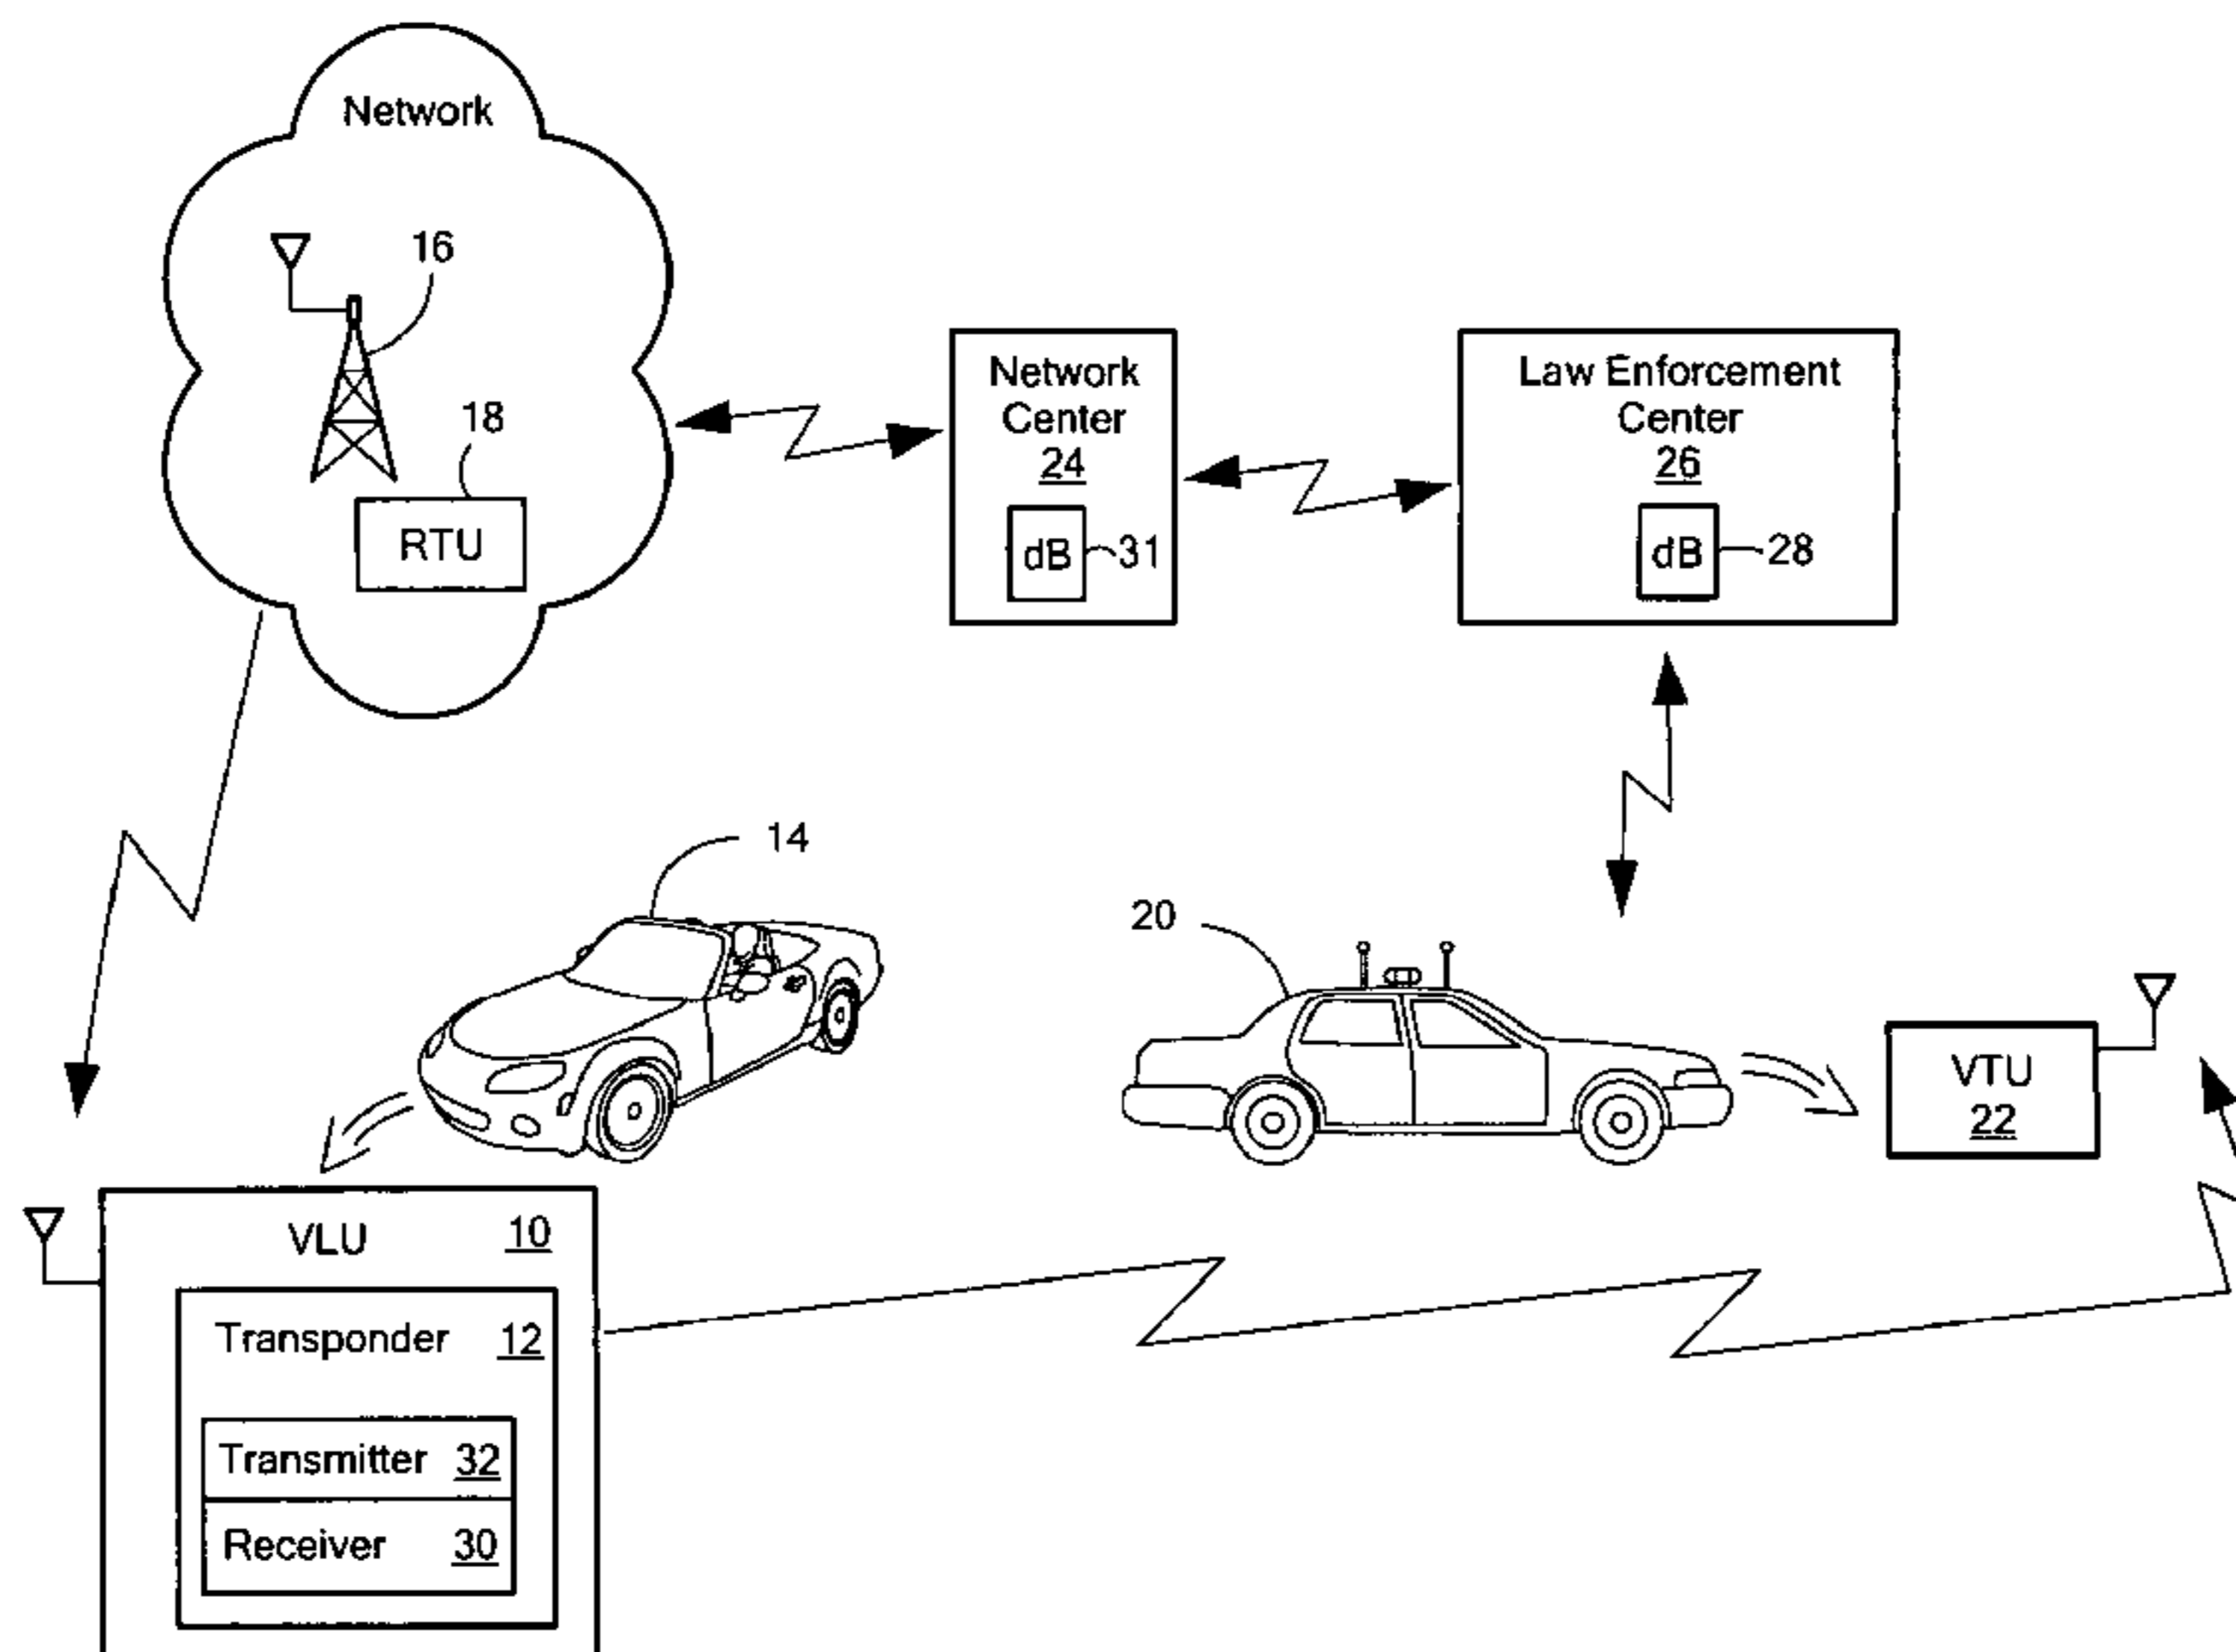 Network
16
18
RTU
Network
Center
24
dB 31
Law Enforcement
Center
26
dB 28
14
20
VTU
22
VLU 10
Transponder 12
Transmitter 32
Receiver 30